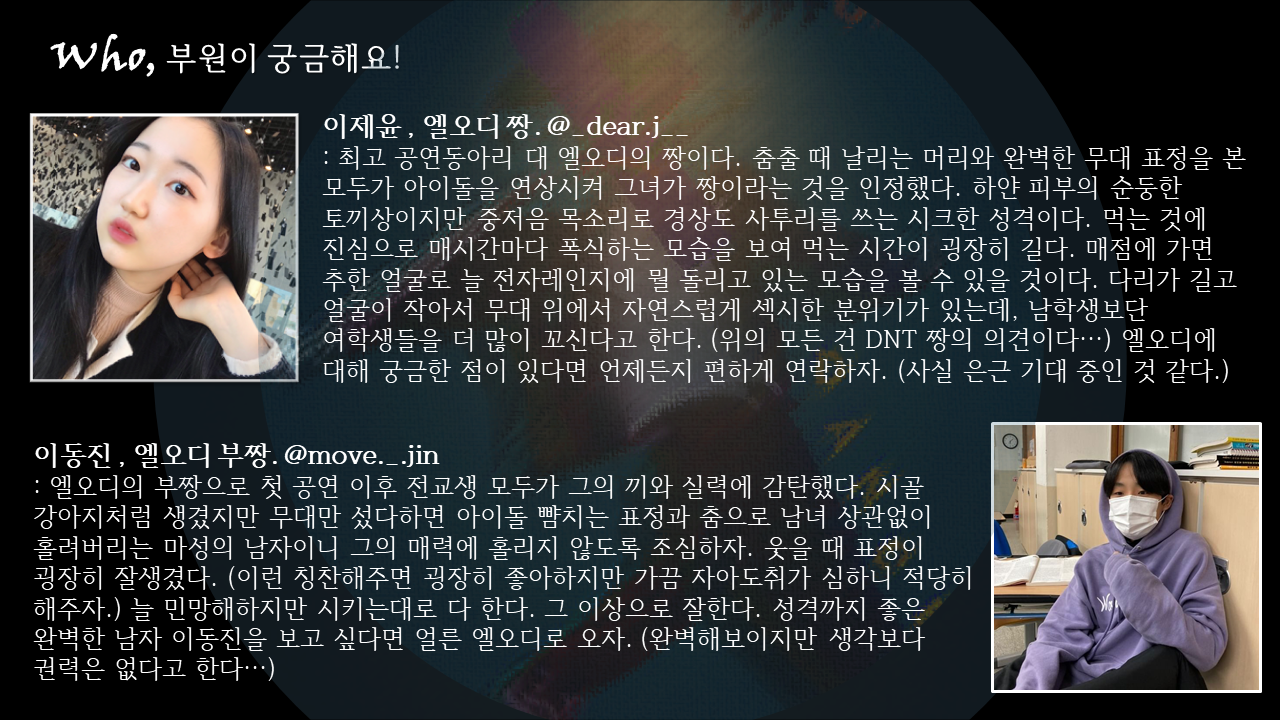 Who, 부원이 궁금해요!
이제윤 , 엘오디 짱. @_dear.j__
: 최고 공연동아리 대 엘오디의 짱이다. 춤출 때 날리는 머리와 완벽한 무대 표정을 본
모두가 아이돌을 연상시켜 그녀가 짱이라는 것을 인정했다. 하얀 피부의 순둥한
토끼상이지만 중저음 목소리로 경상도 사투리를 쓰는 시크한 성격이다. 먹는 것에
진심으로 매시간마다 폭식하는 모습을 보여 먹는 시간이 굉장히 길다. 매점에 가면
추한 얼굴로 늘 전자레인지에 뭘 돌리고 있는 모습을 볼 수 있을 것이다. 다리가 길고
얼굴이 작아서 무대 위에서 자연스럽게 섹시한 분위기가 있는데, 남학생보단
여학생들을 더 많이 꼬신다고 한다. (위의 모든 건 DNT 짱의 의견이다…) 엘오디에
대해 궁금한 점이 있다면 언제든지 편하게 연락하자. (사실 은근 기대 중인 것 같다.)
이동진 , 엘오디 부짱. @move._.jin
: 엘오디의 부짱으로 첫 공연 이후 전교생 모두가 그의 끼와 실력에 감탄했다. 시골
강아지처럼 생겼지만 무대만 섰다하면 아이돌 뺨치는 표정과 춤으로 남녀 상관없이
홀려버리는 마성의 남자이니 그의 매력에 홀리지 않도록 조심하자. 웃을 때 표정이
굉장히 잘생겼다. (이런 칭찬해주면 굉장히 좋아하지만 가끔 자아도취가 심하니 적당히
해주자.) 늘 민망해하지만 시키는대로 다 한다. 그 이상으로 잘한다. 성격까지 좋은
완벽한 남자 이동진을 보고 싶다면 얼른 엘오디로 오자. (완벽해보이지만 생각보다
권력은 없다고 한다…)